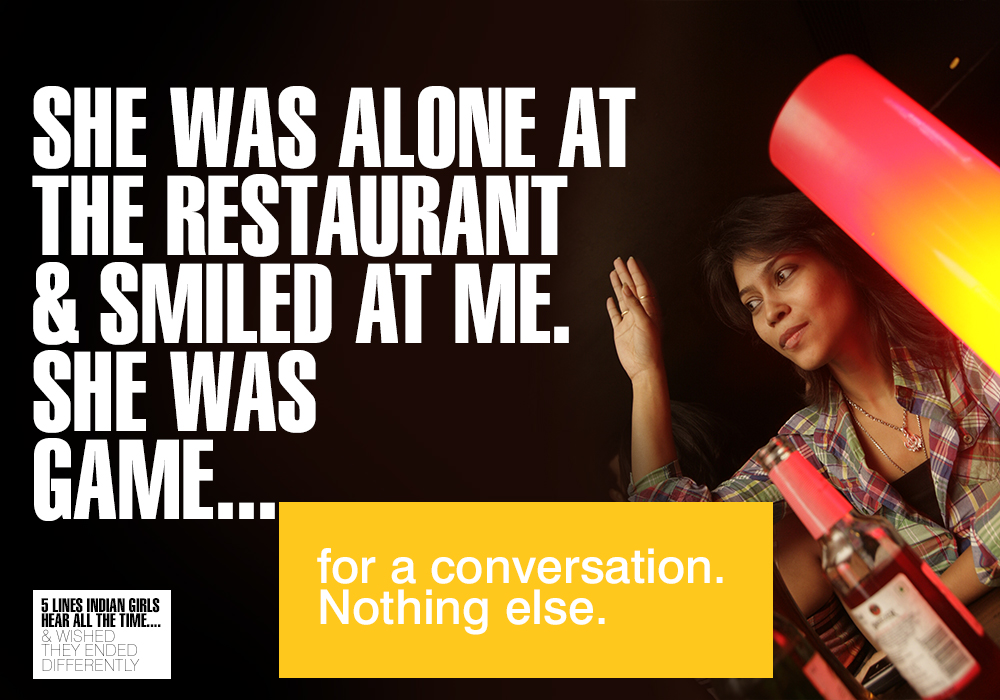 SHE WAS ALONE AT
THE RESTAURANT
& SMILED AT ME.
SHE WAS
GAME...
for a conversation.
Nothing else.
5 LINES INDIAN GIRLS
HEAR ALL THE TIME....
& WISHED
THEY ENDED
DIFFERENTLY